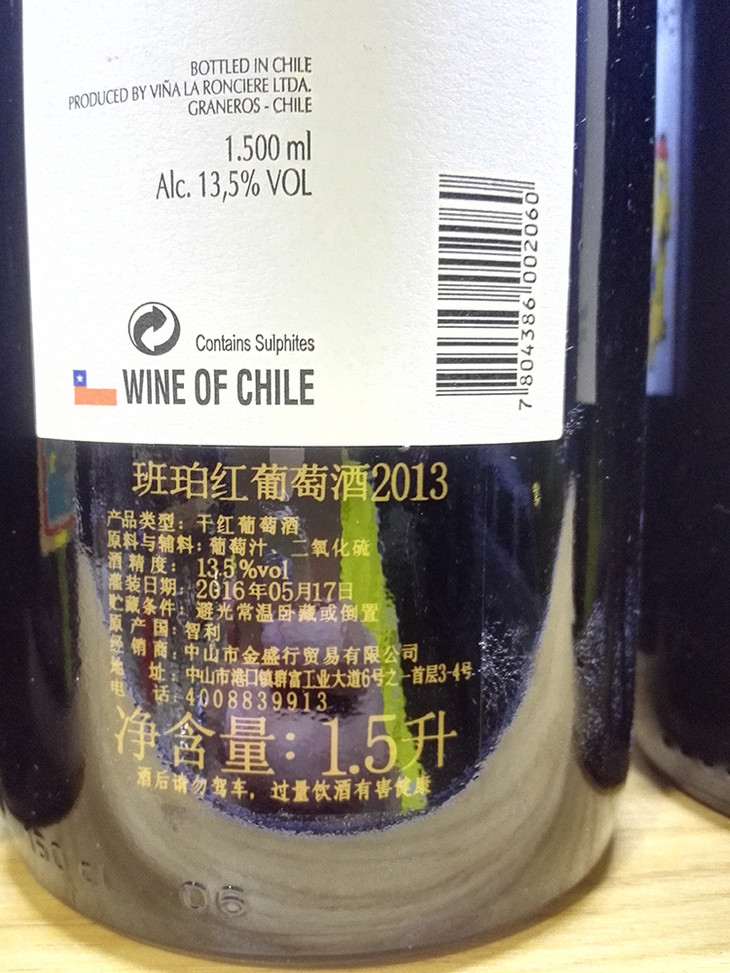 BOTTLED IN CHILE
PRODUCED BY VIÑA LA RONCIERE LTDA.
GRANEROS - CHILE
1.500 ml
Alc. 13,5% VOL
7 804386 002060
Contains Sulphites
WINE OF CHILE
班珀红葡萄酒2013
产品类型：干红葡萄酒
原料与辅料：葡萄汁 二氧化硫
酒精度：13.5%vol
灌装日期：2016年05月17日
贮藏条件：避光常温卧藏或倒置
原产国：智利
经销商：中山市金盛行贸易有限公司
地址：中山市港口镇群富工业大道6号之一首层3-4号
电话：4008839913
净含量：1.5升
酒后请勿驾车，过量饮酒有害健康
150 cl
06